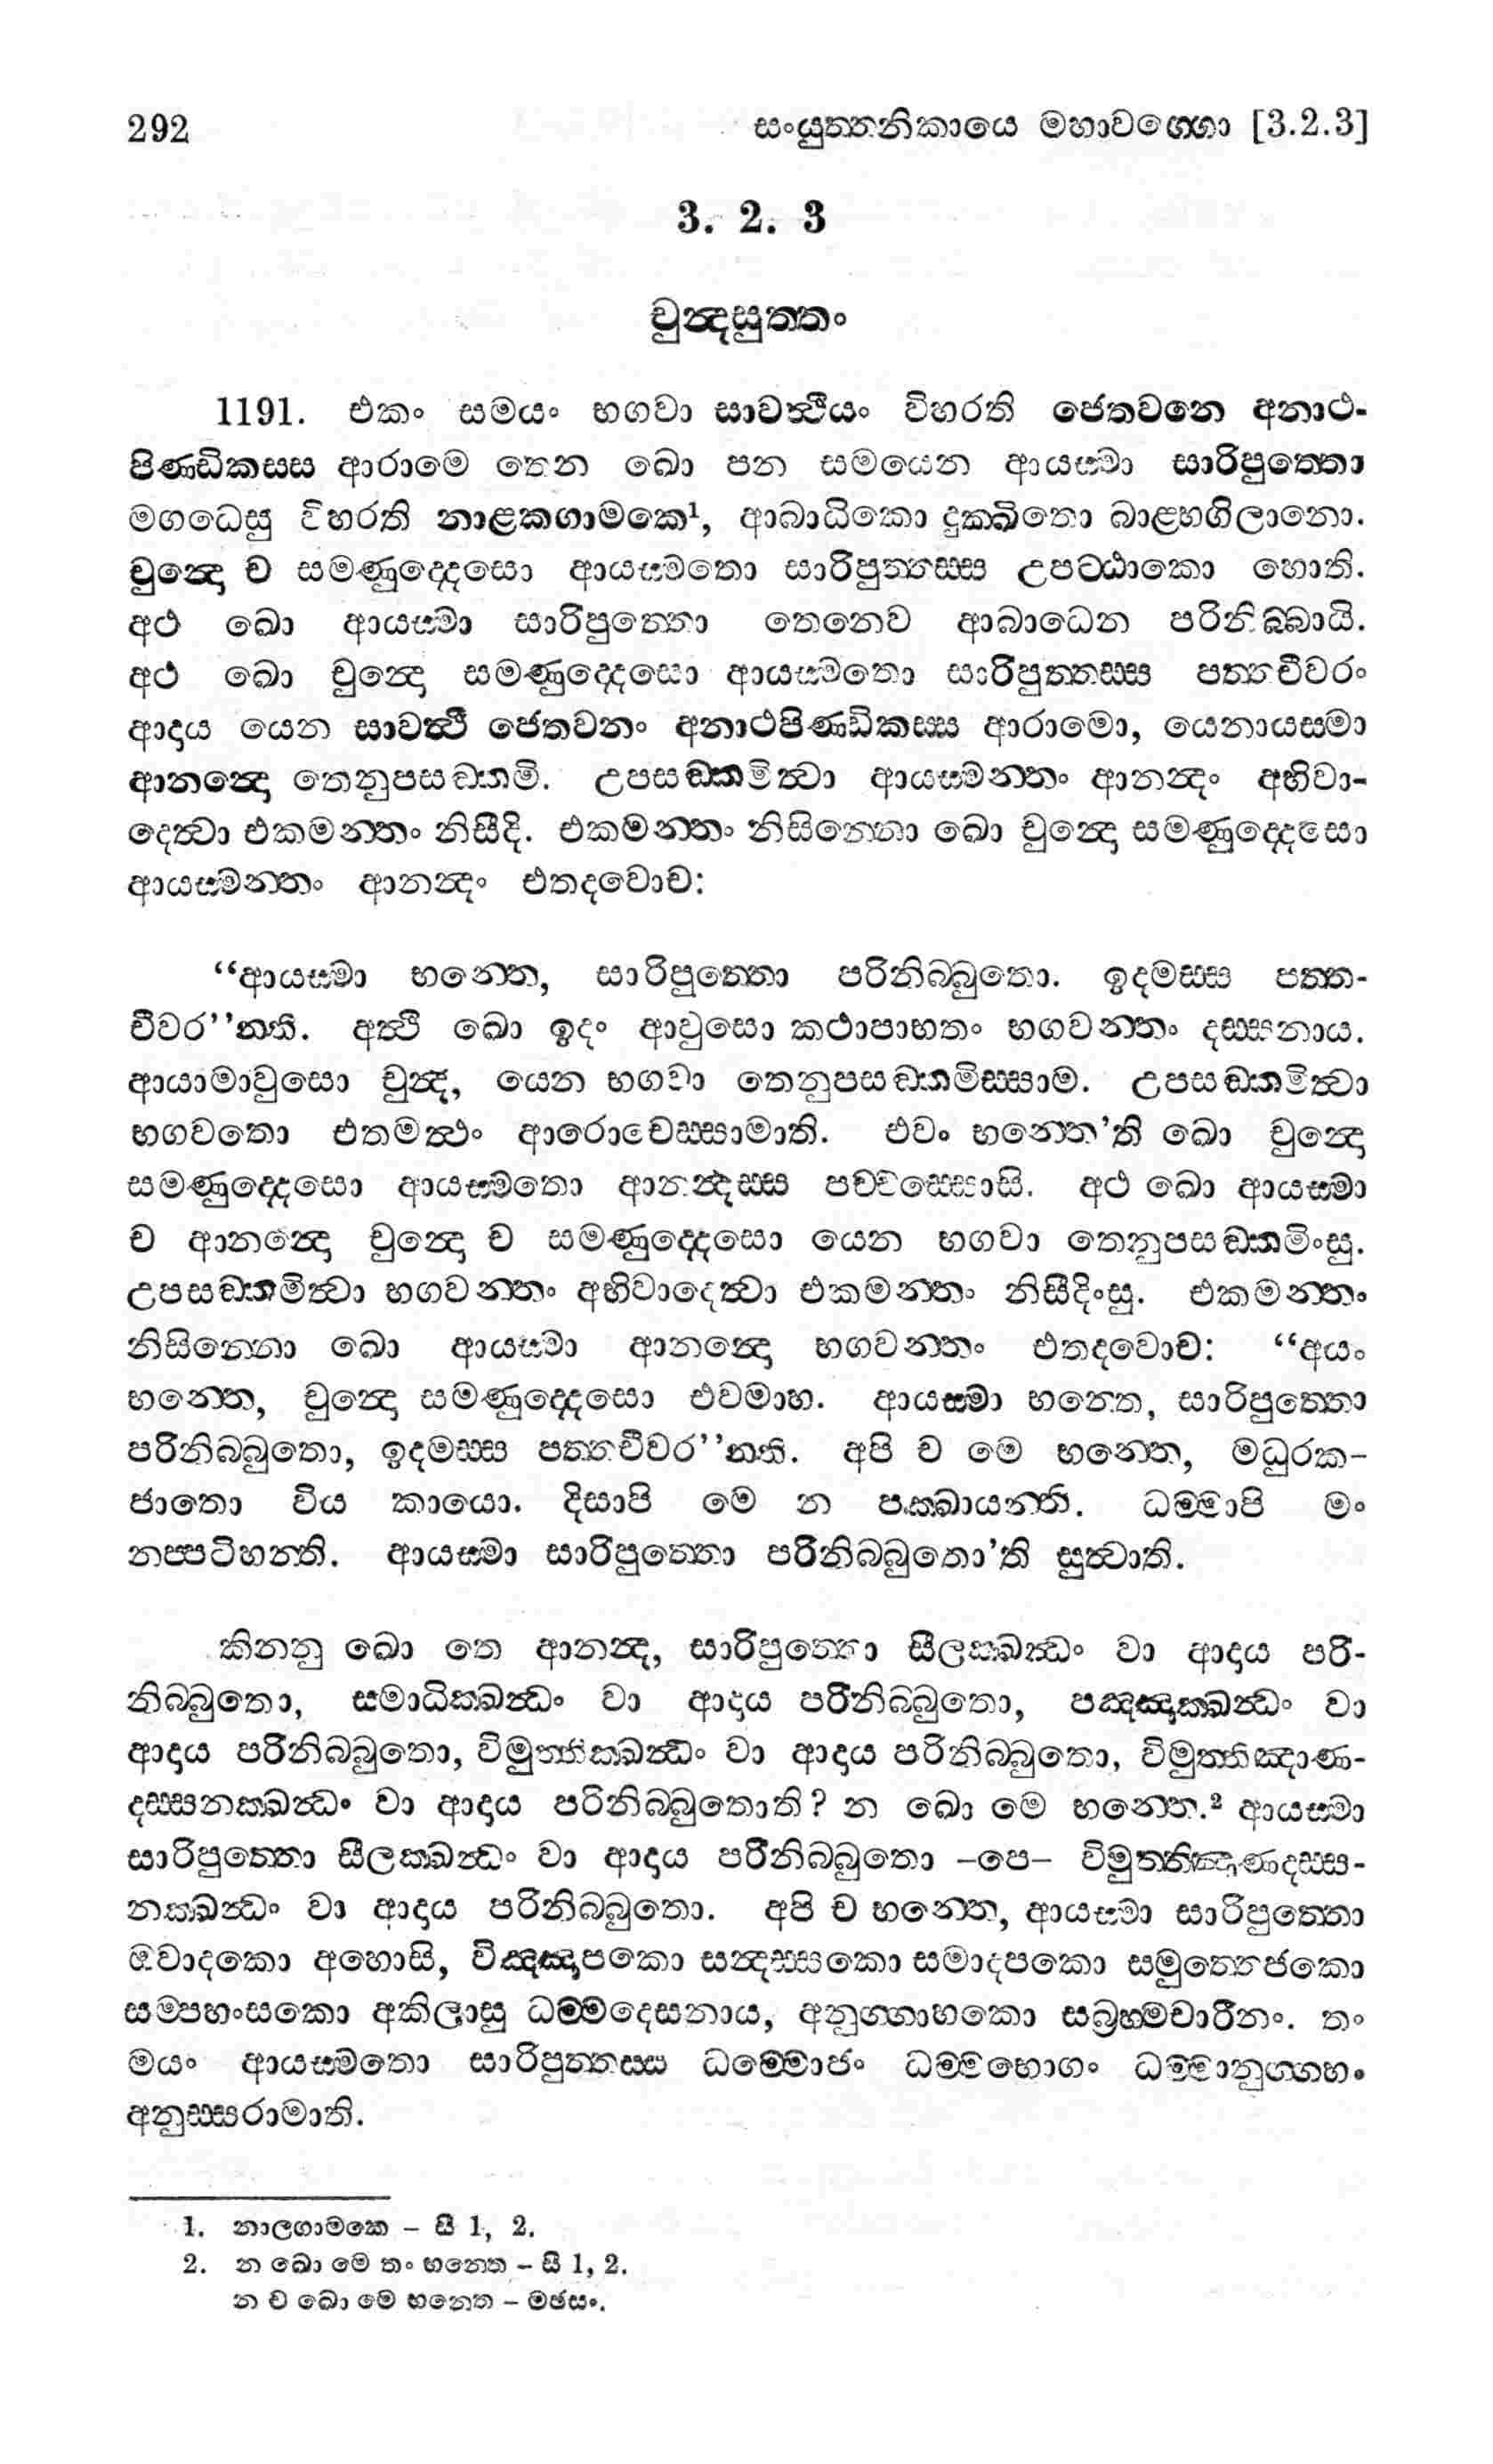 292 සංයුත්තනිකායෙ මහාවග්ගො [3.2.3]
3. 2. 3
චුන්දසුත්තං
1191. එකං සමයං භගවා සාවත්ථියං විහරති ජෙතවනෙ අනාථ-
පිණ්ඩිකස්ස ආරාමෙ තෙන ඛො පන සමයෙන ආයස්මා සාරිපුත්තො
මගධෙසු විහරති නාළකගාමකෙ¹, ආබාධිකො දුක්ඛිතො බාළ්හගිලානො.
චුන්දො ච සමණුද්දෙසො ආයස්මතො සාරිපුත්තස්ස උපට්ඨාකො හොති.
අථ ඛො ආයස්මා සාරිපුත්තො තෙනෙව ආබාධෙන පරිනිබ්බායි.
අථ ඛො චුන්දො සමණුද්දෙසො ආයස්මතො සාරිපුත්තස්ස පත්තචීවරං
ආදාය යෙන සාවත්ථි ජෙතවනං අනාථපිණ්ඩිකස්ස ආරාමො, යෙනායස්මා
ආනන්දො තෙනුපසඞ්කමි. උපසඞ්කමිත්වා ආයස්මන්තං ආනන්දං අභිවා-
දෙත්වා එකමන්තං නිසීදි. එකමන්තං නිසින්නො ඛො චුන්දො සමණුද්දෙසො
ආයස්මන්තං ආනන්දං එතදවොච:
“ආයස්මා භන්තෙ, සාරිපුත්තො පරිනිබ්බුතො. ඉදමස්ස පත්ත-
චීවර’’න්ති. අත්ථි ඛො ඉදං ආවුසො කථාපාභතං භගවන්තං දස්සනාය.
ආයාමාවුසො චුන්ද, යෙන භගවා තෙනුපසඞ්කමිස්සාම. උපසඞ්කමිත්වා
භගවතො එතමත්ථං ආරොචෙස්සාමාති. එවං භන්තෙ’ති ඛො චුන්දො
සමණුද්දෙසො ආයස්මතො ආනන්දස්ස පච්චස්සොසි. අථ ඛො ආයස්මා
ච ආනන්දො චුන්දො ච සමණුද්දෙසො යෙන භගවා තෙනුපසඞ්කමිංසු.
උපසඞ්කමිත්වා භගවන්තං අභිවාදෙත්වා එකමන්තං නිසීදිංසු. එකමන්තං
නිසින්නො ඛො ආයස්මා ආනන්දො භගවන්තං එතදවොච: “අයං
භන්තෙ, චුන්දො සමණුද්දෙසො එවමාහ. ආයස්මා භන්තෙ, සාරිපුත්තො
පරිනිබ්බුතො, ඉදමස්ස පත්තචීවර’’න්ති. අපි ච මෙ භන්තෙ, මධුරක-
ජාතො විය කායො. දිසාපි මෙ න පක්ඛායන්ති. ධම්මාපි මං
නප්පටිහන්ති. ආයස්මා සාරිපුත්තො පරිනිබ්බුතො’ති සුත්වාති.
කින්නු ඛො තෙ ආනන්ද, සාරිපුත්තො සීලක්ඛන්ධං වා ආදාය පරි-
නිබ්බුතො, සමාධික්ඛන්ධං වා ආදාය පරිනිබ්බුතො, පඤ්ඤක්ඛන්ධං වා
ආදාය පරිනිබ්බුතො, විමුත්තික්ඛන්ධං වා ආදාය පරිනිබ්බුතො, විමුත්තිඤාණ-
දස්සනක්ඛන්ධං වා ආදාය පරිනිබ්බුතොති? න ඛො මෙ භන්තෙ.² ආයස්මා
සාරිපුත්තො සීලක්ඛන්ධං වා ආදාය පරිනිබ්බුතො –පෙ– විමුත්තිඤාණදස්ස-
නක්ඛන්ධං වා ආදාය පරිනිබ්බුතො. අපි ච භන්තෙ, ආයස්මා සාරිපුත්තො
ඔවාදකො අහොසි, විඤ්ඤාපකො සන්දස්සකො සමාදපකො සමුත්තෙජකො
සම්පහංසකො අකිලාසු ධම්මදෙසනාය, අනුග්ගාහකො සබ්‍රහ්මචාරීනං. තං
මයං ආයස්මතො සාරිපුත්තස්ස ධම්මොජං ධම්මභොගං ධම්මානුග්ගහං
අනුස්සරාමාති.
1. නාලගාමකෙ – සී 1, 2.
2. න ඛො මෙ තං භන්තෙ – සී 1, 2.
න ච ඛො මෙ භන්තෙ – මඡසං.